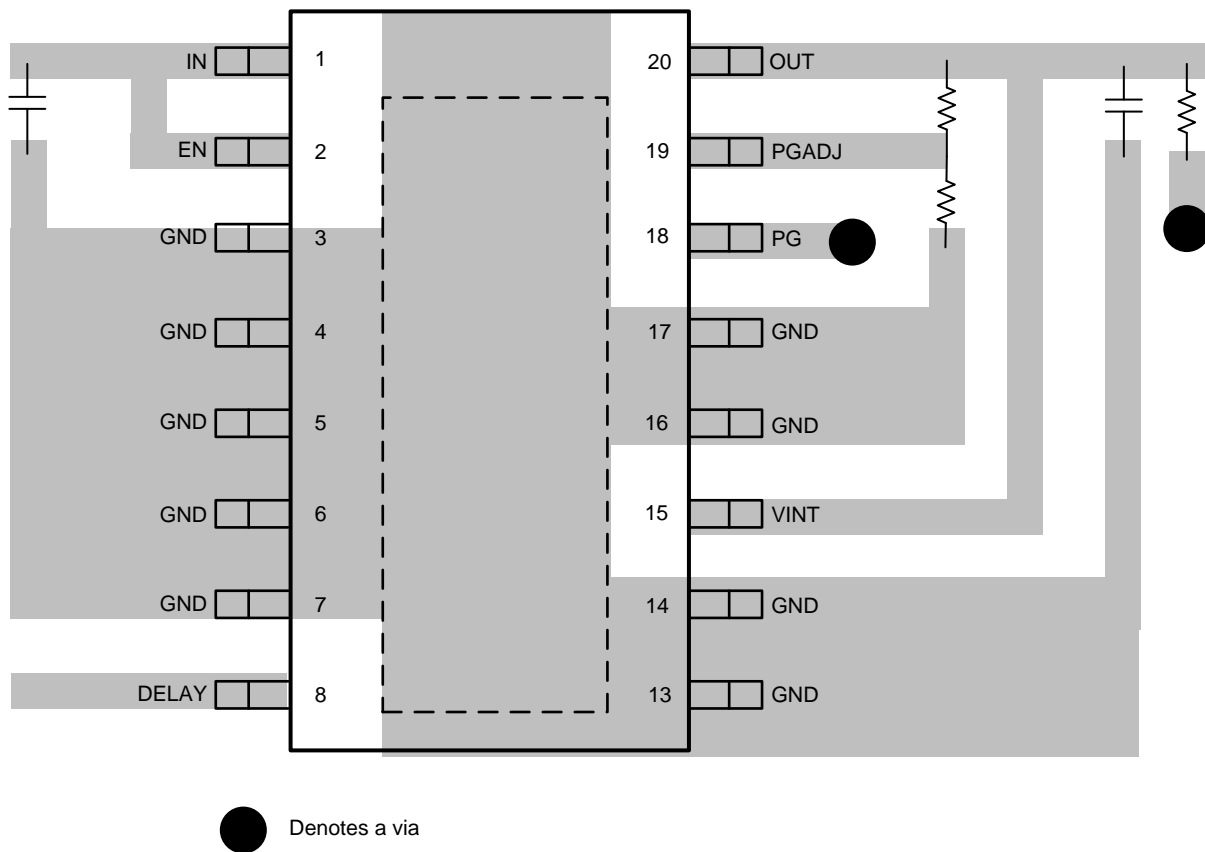 IN 1 20 OUT
EN 2 19 PGADJ
GND 3 18 PG
GND 4 17 GND
GND 5 16 GND
GND 6 15 VINT
GND 7 14 GND
DELAY 8 13 GND
Denotes a via